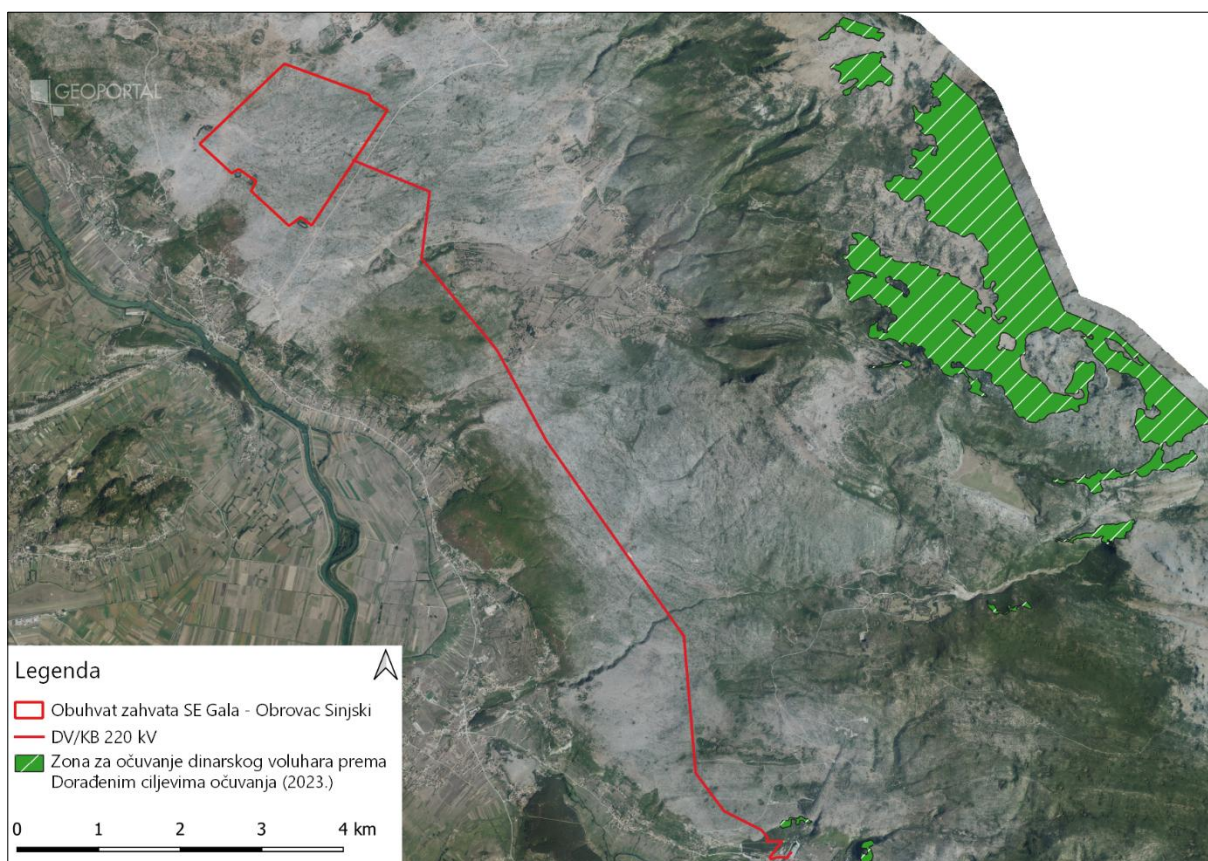 GEOPORTAL
Legenda
Obuhvat zahvata SE Gala - Obrovac Sinjski
DV/KB 220 kV
Zona za očuvanje dinarskog voluhara prema
Dorađenim ciljevima očuvanja (2023.)
0 1 2 3 4 km